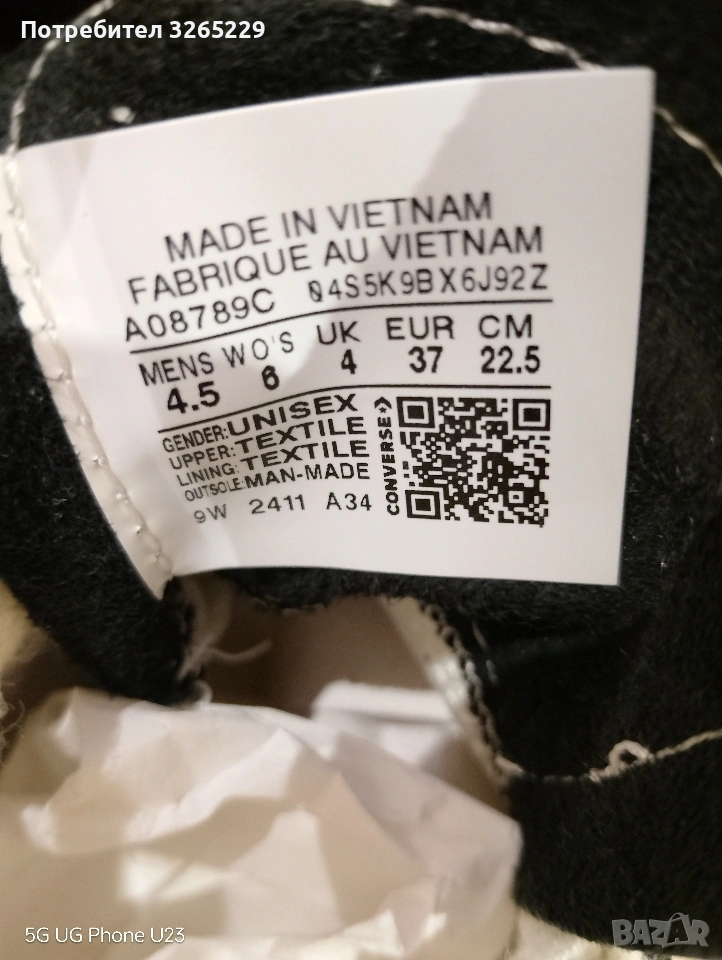 Потребител 3265229
MADE IN VIETNAM
FABRIQUE AU VIETNAM
A08789C 04S5K9BX6J92Z
MENS WO'S UK EUR CM
4.5 6 4 37 22.5
GENDER: UNISEX
UPPER: TEXTILE
LINING: TEXTILE
OUTSOLE: MAN-MADE
9W 2411 A34
CONVERSE
5G UG Phone U23
BAZAR